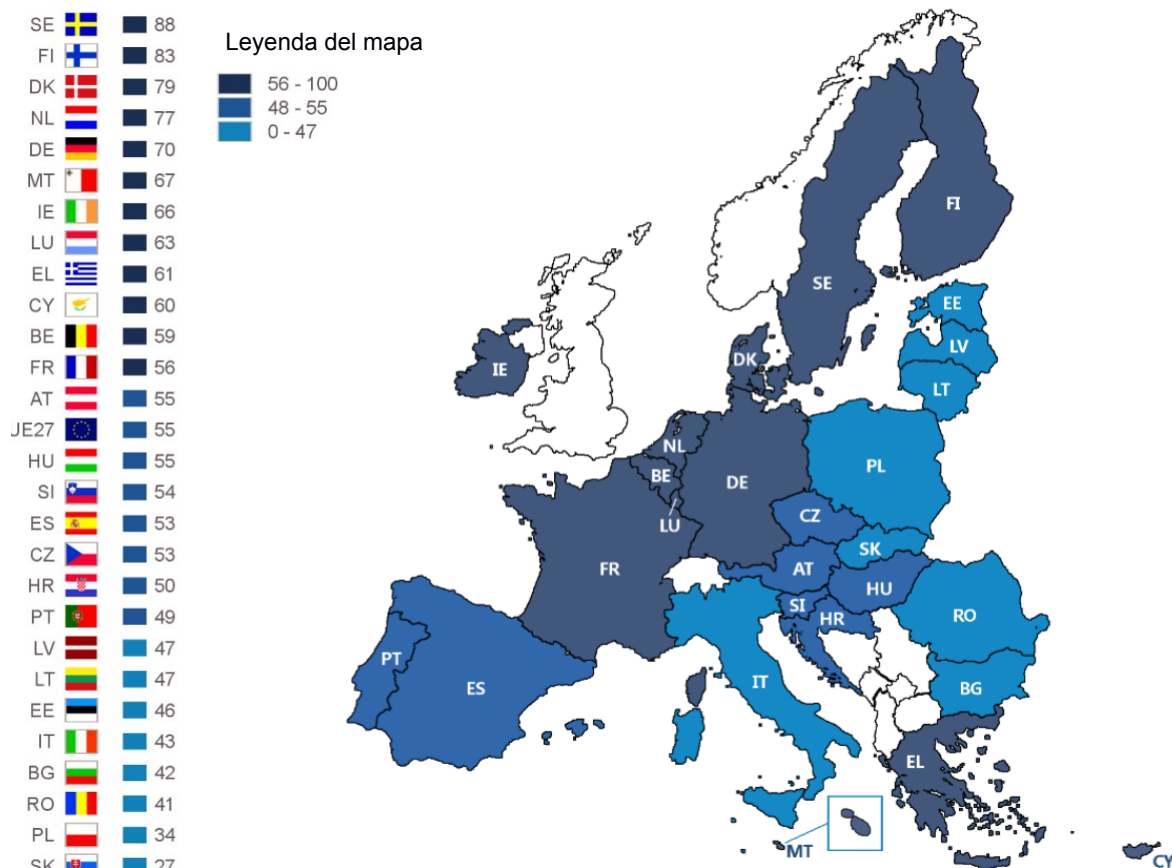 SE 88
FI 83
DK 79
NL 77
DE 70
MT 67
IE 66
LU 63
EL 61
CY 60
BE 59
FR 56
AT 55
JE27 55
HU 55
SI 54
ES 53
CZ 53
HR 50
PT 49
LV 47
LT 47
EE 46
IT 43
BG 42
RO 41
PL 34
SK 27
Leyenda del mapa
56 - 100
48 - 55
0 - 47
FI
SE
EE
LV
DK
IE
LT
NL
PL
BE
DE
CZ
LU
SK
AT
FR
HU
SI
HR
RO
PT
IT
ES
BG
EL
MT
CY